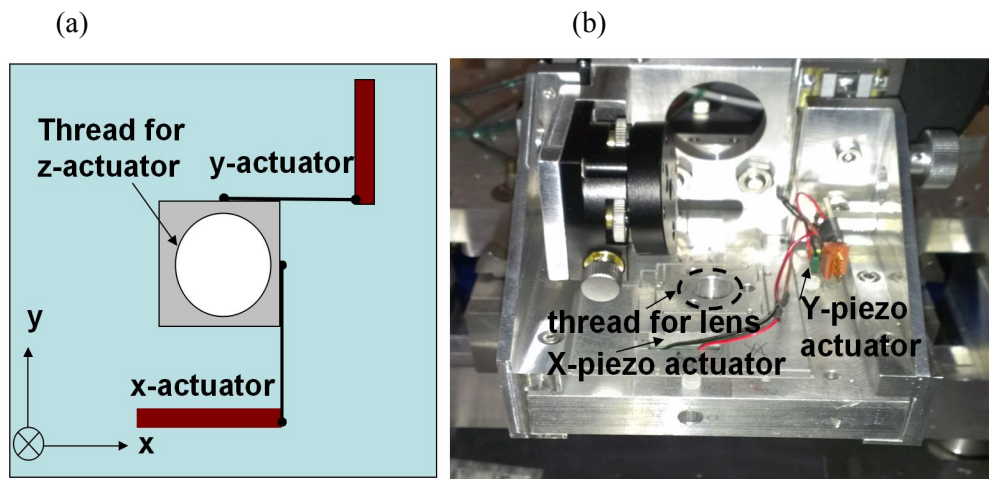 (a)
(b)
Thread for
z-actuator
y-actuator
x-actuator
y
x
thread for lens
X-piezo actuator
Y-piezo
actuator